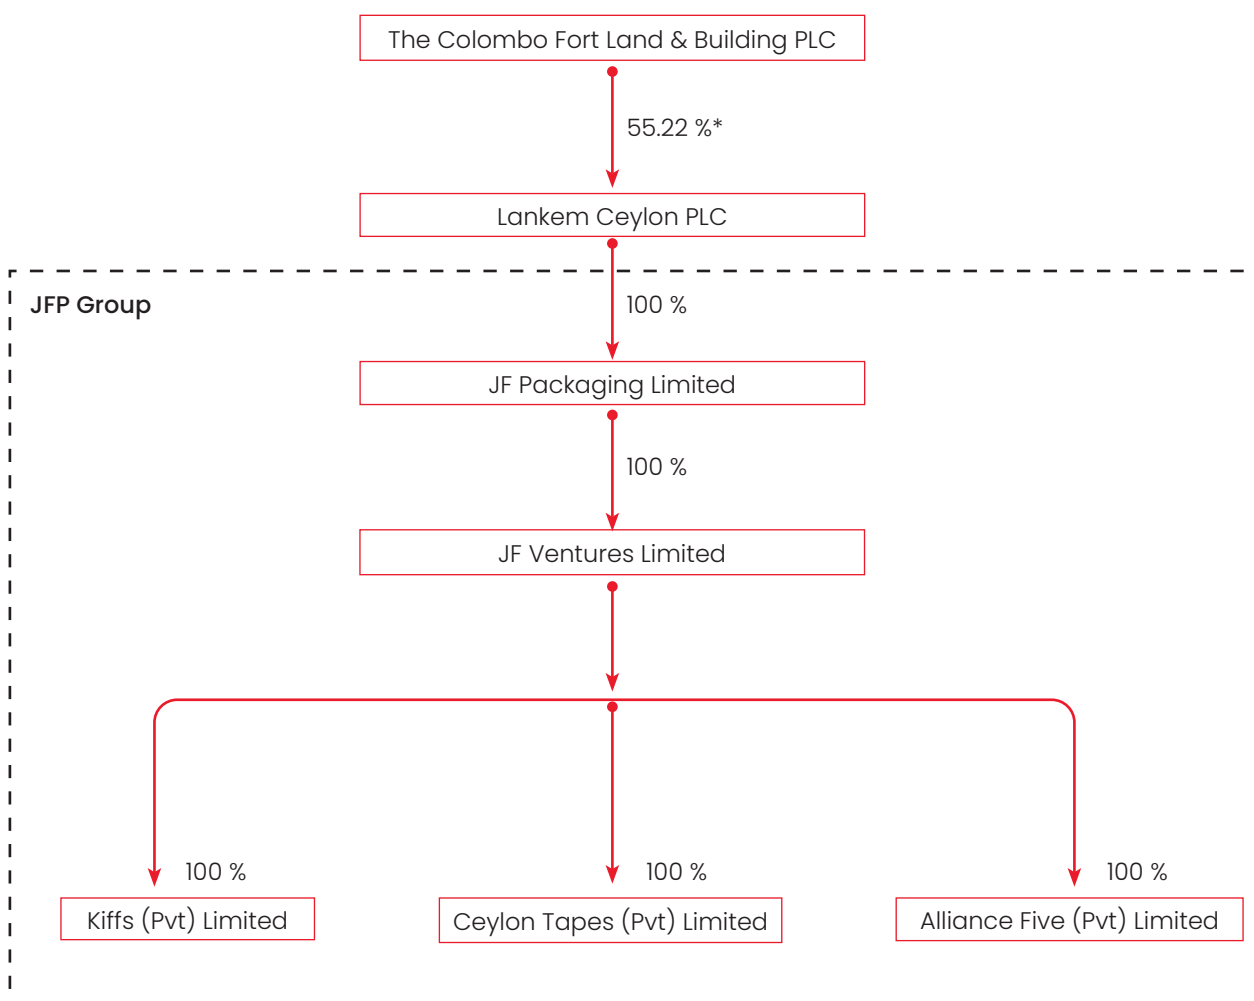 The Colombo Fort Land & Building PLC
55.22 %*
Lankem Ceylon PLC
JFP Group
100 %
JF Packaging Limited
100 %
JF Ventures Limited
100 %
100 %
100 %
Kiffs (Pvt) Limited
Ceylon Tapes (Pvt) Limited
Alliance Five (Pvt) Limited